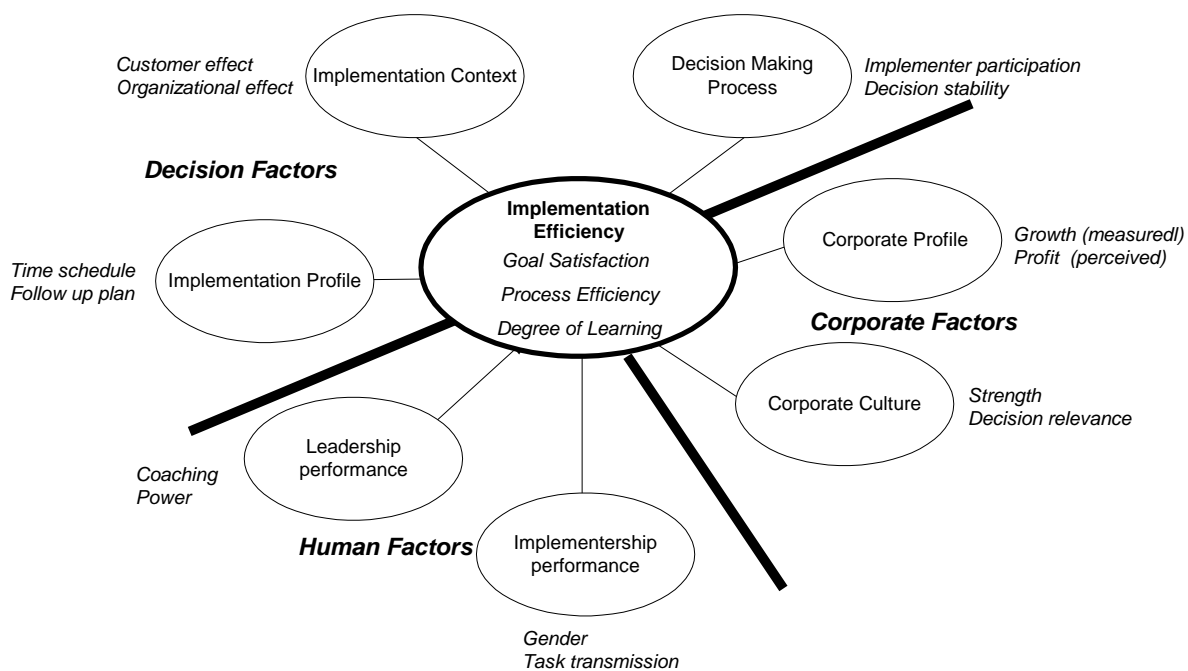 Customer effect
Organizational effect
Implementation Context
Decision Making
Process
Implementer participation
Decision stability
Decision Factors
Implementation
Efficiency
Goal Satisfaction
Process Efficiency
Degree of Learning
Time schedule
Follow up plan
Implementation Profile
Corporate Profile
Growth (measuredl)
Profit (perceived)
Corporate Factors
Corporate Culture
Strength
Decision relevance
Leadership
performance
Coaching
Power
Human Factors
Implementership
performance
Gender
Task transmission